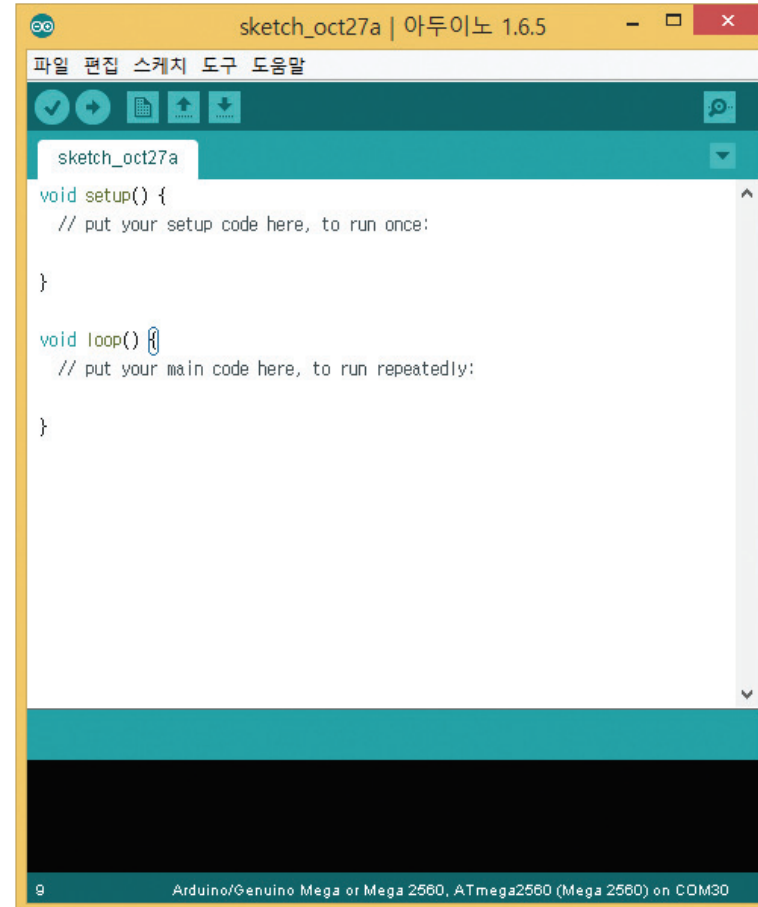 sketch_oct27a | 아두이노 1.6.5
파일 편집 스케치 도구 도움말
sketch_oct27a
void setup() {
  // put your setup code here, to run once:
}
void loop() {
  // put your main code here, to run repeatedly:
}
9 Arduino/Genuino Mega or Mega 2560, ATmega2560 (Mega 2560) on COM30